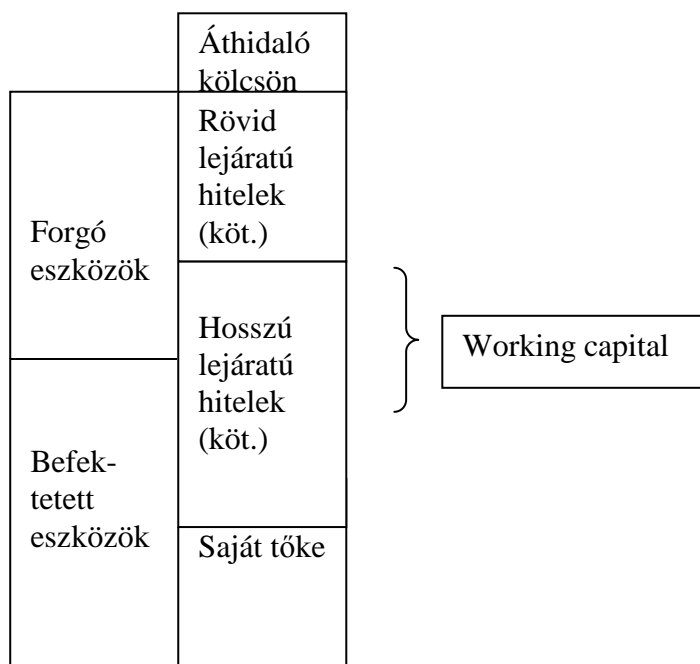 Áthidaló
kölcsön
Rövid
lejáratú
hitelek
(köt.)
Forgó
eszközök
Hosszú
lejáratú
hitelek
(köt.)
Working capital
Befek-
tetett
eszközök
Saját tőke